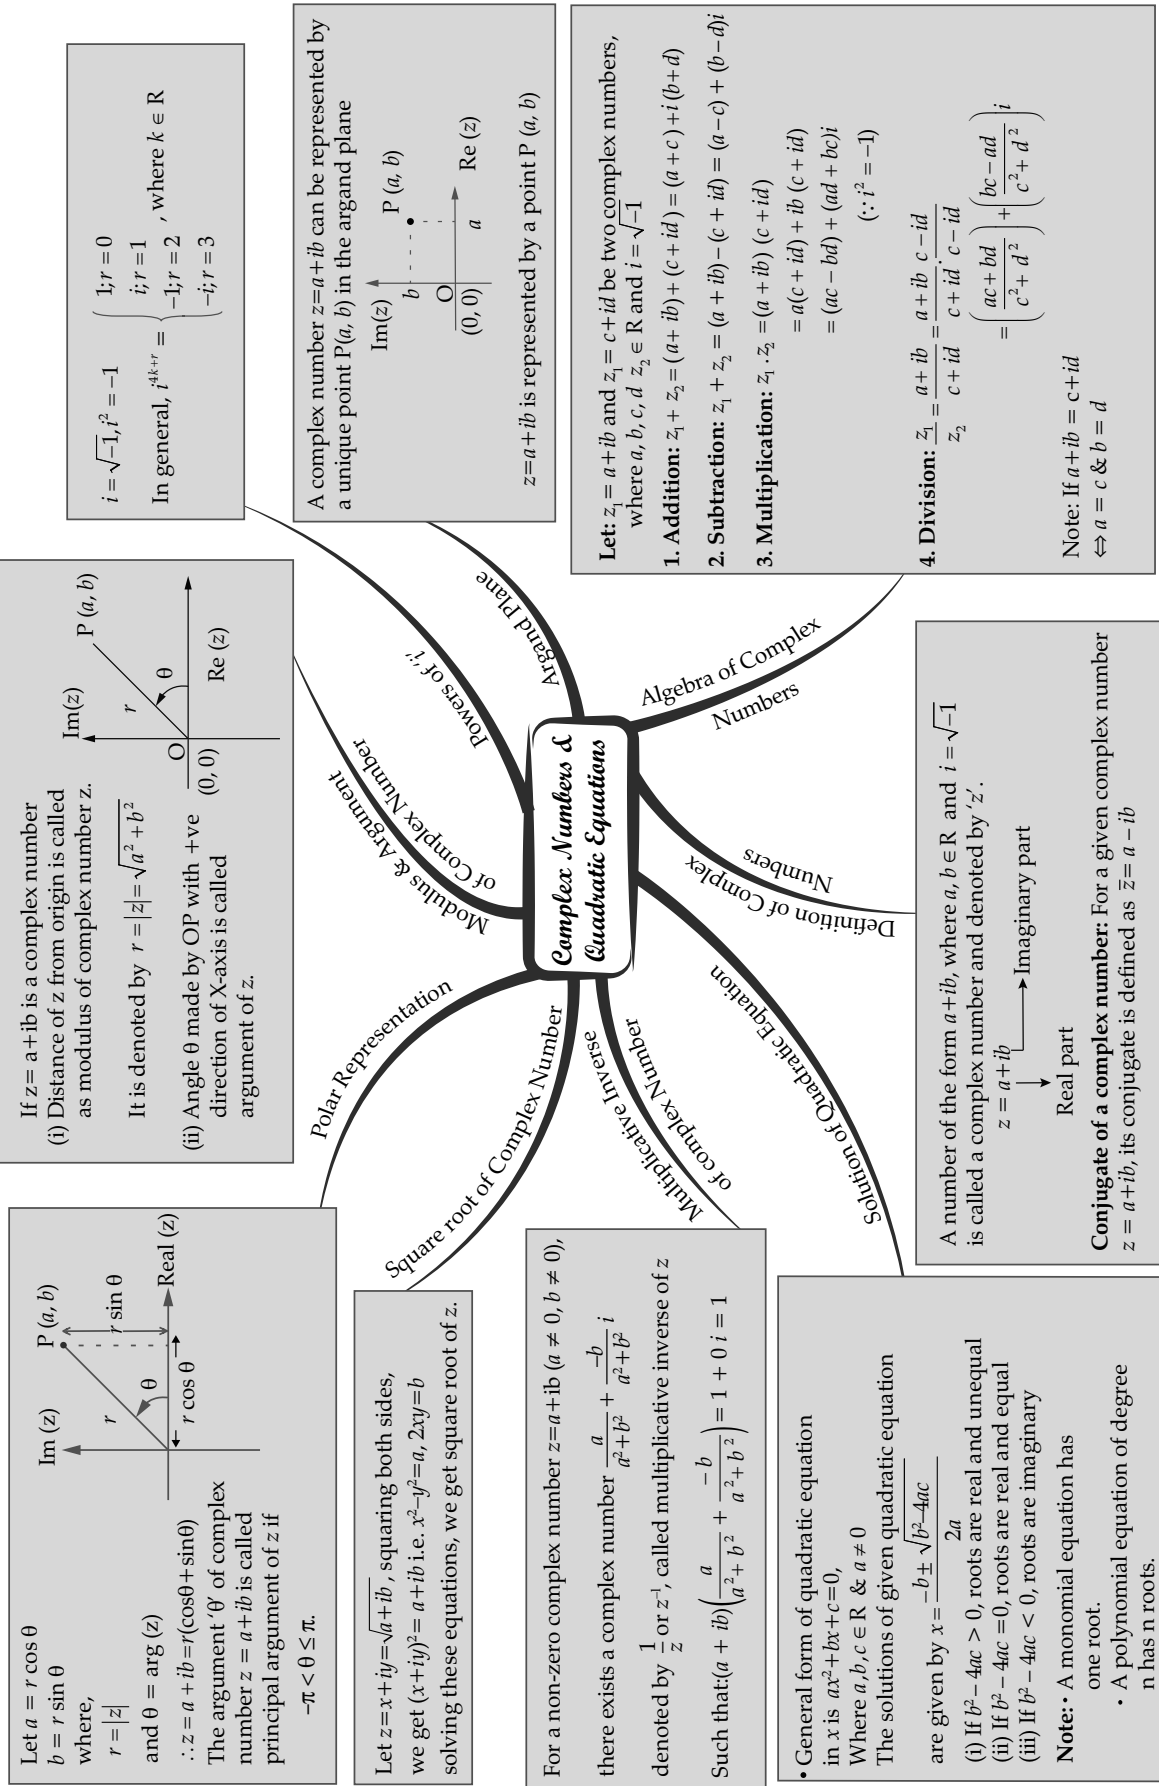 Complex Numbers &
Quadratic Equations
Powers of 'i'
i = √−1, i² = −1
In general, i⁴ᵏ⁺ʳ = { 1; r = 0
i; r = 1
−1; r = 2
−i; r = 3 , where k ∈ R
Argand Plane
A complex number z=a+ib can be represented by
a unique point P(a, b) in the argand plane
Im(z)
P (a, b)
b
O
(0, 0)
a
Re (z)
z=a+ib is represented by a point P (a, b)
Algebra of Complex
Numbers
Let: z₁ = a+ib and z₁ = c+id be two complex numbers,
where a, b, c, d z₂ ∈ R and i = √−1
1. Addition: z₁ + z₂ = (a+ ib) + (c + id) = (a + c) + i (b+d)
2. Subtraction: z₁ + z₂ = (a + ib) − (c + id) = (a − c) + (b − d)i
3. Multiplication: z₁ · z₂ = (a + ib) (c + id)
= a(c + id) + ib (c + id)
= (ac − bd) + (ad + bc)i
(∵ i² = −1)
4. Division: z₁/z₂ = (a + ib)/(c + id) = (a + ib)/(c + id) · (c − id)/(c − id)
= ((ac + bd)/(c² + d²)) + ((bc − ad)/(c² + d²)) i
Note: If a+ib = c+id
⇔ a = c & b = d
Definition of Complex
Numbers
A number of the form a+ib, where a, b ∈ R and i = √−1
is called a complex number and denoted by 'z'.
z = a+ib
Imaginary part
Real part
Conjugate of a complex number: For a given complex number
z = a+ib, its conjugate is defined as z̅ = a − ib
Modulus & Argument
of Complex Number
If z= a+ib is a complex number
(i) Distance of z from origin is called
as modulus of complex number z.
It is denoted by r = |z| = √a² + b²
(ii) Angle θ made by OP with +ve
direction of X-axis is called
argument of z.
Im(z)
P (a, b)
r
θ
O
(0, 0)
Re (z)
Polar Representation
Let a = r cos θ
b = r sin θ
where,
r = |z|
and θ = arg (z)
∴ z = a + ib = r(cosθ + sinθ)
The argument 'θ' of complex
number z = a+ib is called
principal argument of z if
−π < θ ≤ π.
Im (z)
P (a, b)
r
θ
r sin θ
r cos θ
Real (z)
Square root of Complex Number
Let z=x+iy=√a+ib , squaring both sides,
we get (x+iy)²= a+ib i.e. x²−y²=a, 2xy=b
solving these equations, we get square root of z.
Multiplicative Inverse
of complex Number
For a non-zero complex number z=a+ib (a ≠ 0, b ≠ 0),
there exists a complex number a/(a²+b²) + −b/(a²+b²) i
denoted by 1/z or z⁻¹, called multiplicative inverse of z
Such that (a + ib) (a/(a² + b²) + −b/(a² + b²)) = 1 + 0 i = 1
Solution of Quadratic Equation
• General form of quadratic equation
in x is ax²+bx+c=0,
Where a, b, c ∈ R & a ≠ 0
The solutions of given quadratic equation
are given by x = (−b ± √b²−4ac)/2a
(i) If b² − 4ac > 0, roots are real and unequal
(ii) If b² − 4ac =0, roots are real and equal
(iii) If b² − 4ac < 0, roots are imaginary
Note: • A monomial equation has
one root.
• A polynomial equation of degree
n has n roots.